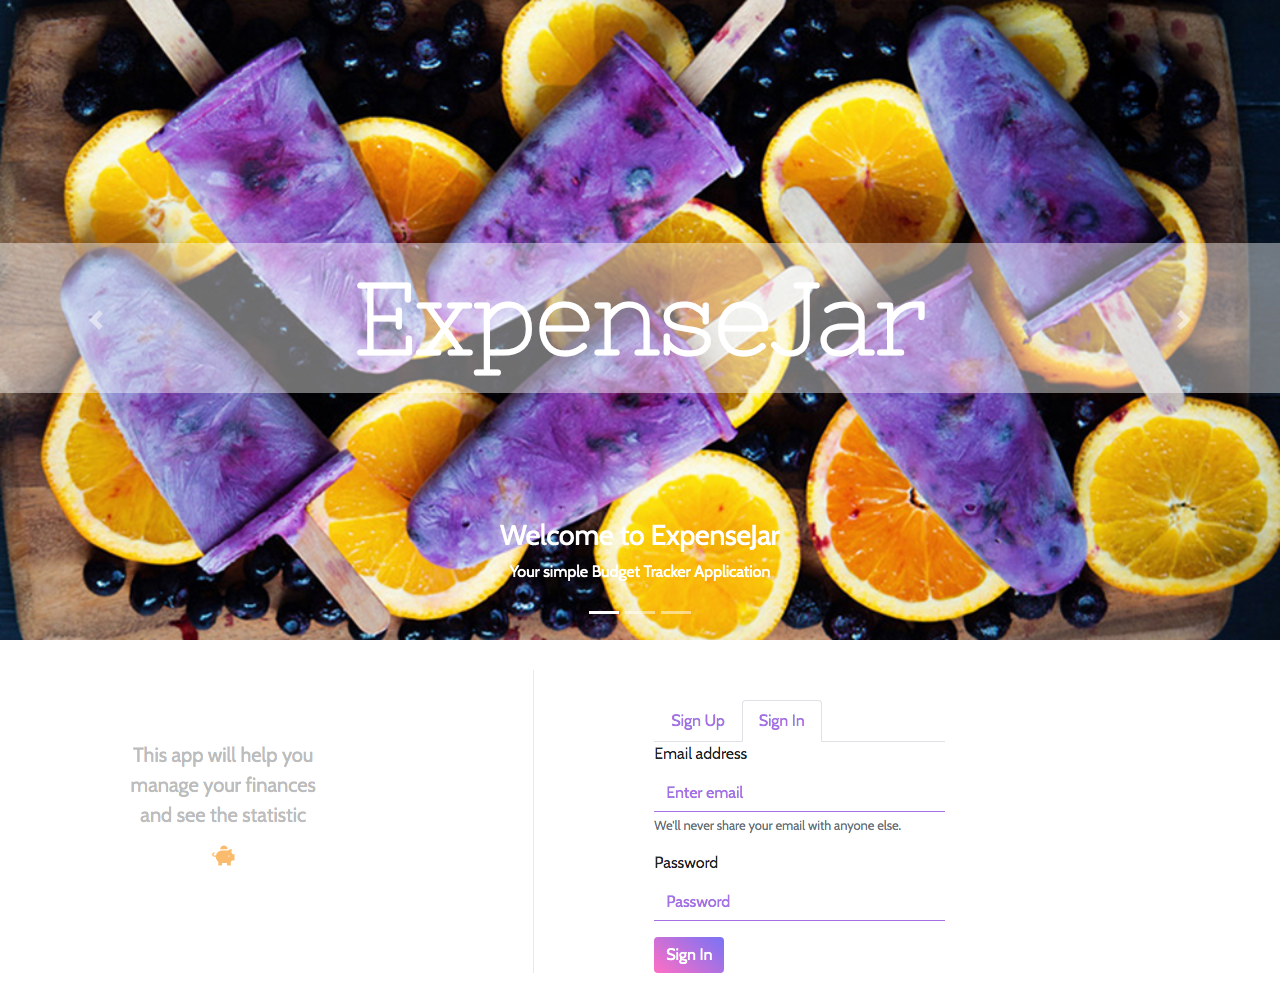 ExpenseJar
Welcome to ExpenseJar
Your simple Budget Tracker Application
This app will help you
manage your finances
and see the statistic
Sign Up
Sign In
Email address
Enter email
We'll never share your email with anyone else.
Password
Password
Sign In